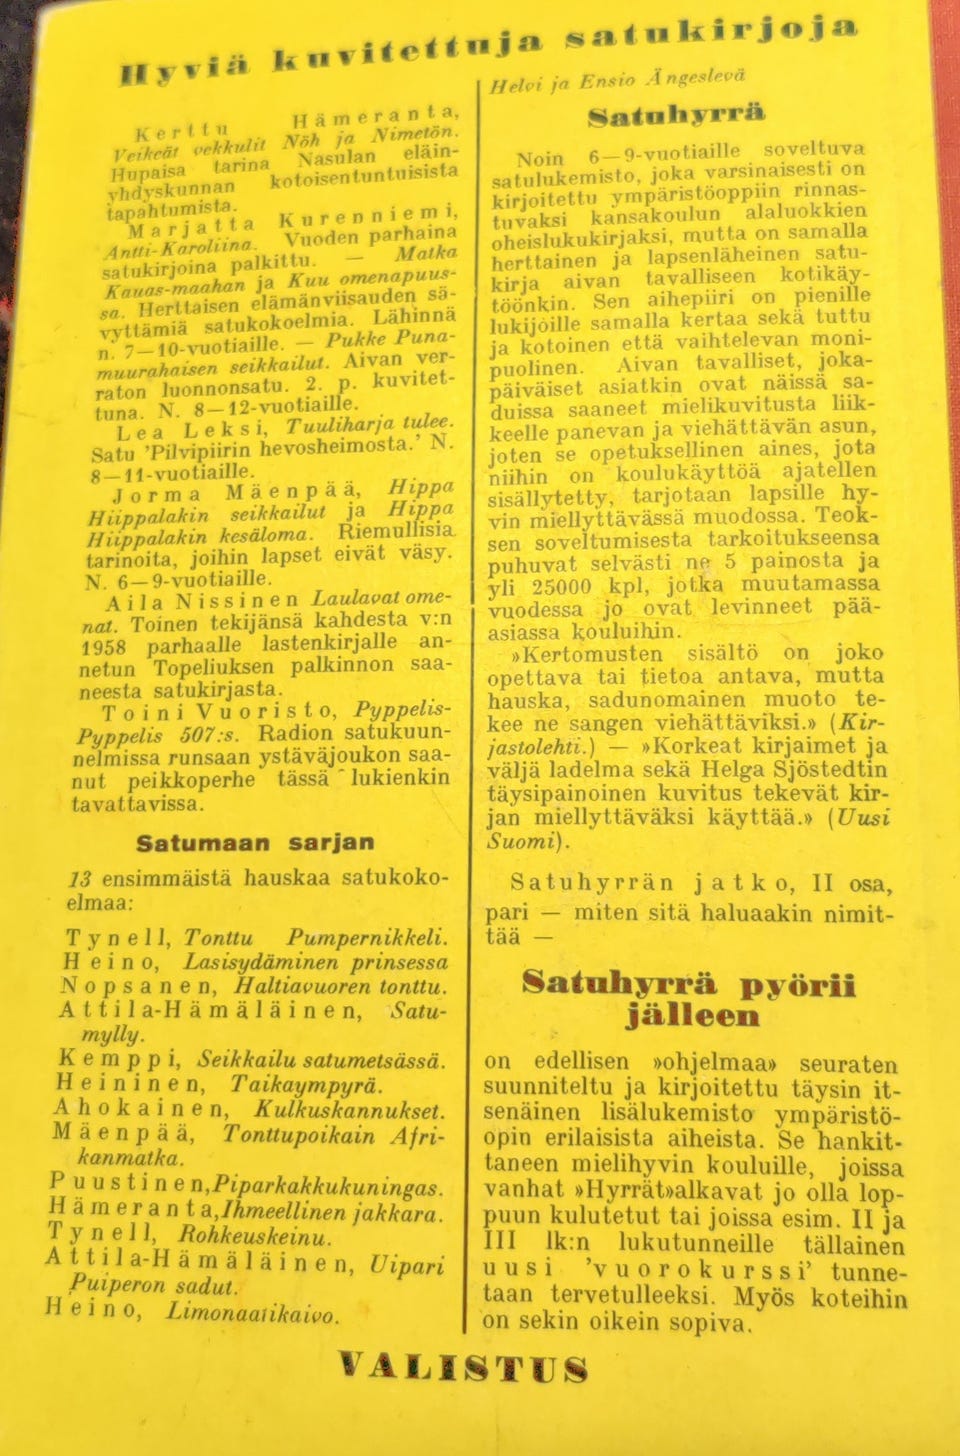 Hyviä kuvitettuja satukirjoja
Kerttu Hämeranta,
Veikeät vekkulit Nöh ja Nimetön.
Hupaisa tarina Nasulan eläin-
yhdyskunnan kotoisentuntuisista
tapahtumista.
Marjatta Kurenniemi,
Antti-Karoliina. Vuoden parhaina
satukirjoina palkittu. — Matka
Kauas-maahan ja Kuu omenapuus-
sa. Herttaisen elämänviisauden sä-
vyttämiä satukokoelmia. Lähinnä
n. 7—10-vuotiaille. — Pukke Puna-
muurahaisen seikkailut. Aivan ver-
raton luonnonsatu. 2. p. kuvitet-
tuna. N. 8—12-vuotiaille.
Lea Leksi, Tuuliharja tulee.
Satu 'Pilvipiirin hevosheimosta.' N.
8—11-vuotiaille.
Jorma Mäenpää, Hippa
Hiippalakin seikkailut ja Hippa
Hiippalakin kesäloma. Riemullisia
tarinoita, joihin lapset eivät väsy.
N. 6—9-vuotiaille.
Aila Nissinen Laulavat ome-
nat. Toinen tekijänsä kahdesta v:n
1958 parhaalle lastenkirjalle an-
netun Topeliuksen palkinnon saa-
neesta satukirjasta.
Toini Vuoristo, Pyppelis-
Pyppelis 507:s. Radion satukuun-
nelmissa runsaan ystäväjoukon saa-
nut peikkoperhe tässä lukienkin
tavattavissa.
Satumaan sarjan
13 ensimmäistä hauskaa satukoko-
elmaa:
Tynell, Tonttu Pumpernikkeli.
Heino, Lasisydäminen prinsessa
Nopsanen, Haltiavuoren tonttu.
Attila-Hämäläinen, Satu-
mylly.
Kemppi, Seikkailu satumetsässä.
Heininen, Taikaympyrä.
Ahokainen, Kulkuskannukset.
Mäenpää, Tonttupoikain Afri-
kanmatka.
Puustinen, Piparkakkukuningas.
Hämeranta, Ihmeellinen jakkara.
Tynell, Rohkeuskeinu.
Attila-Hämäläinen, Uipari
Puiperon sadut.
Heino, Limonaatikaivo.
Helvi ja Ensio Ängeslevä
Satuhyrrä
Noin 6—9-vuotiaille soveltuva
satulukemisto, joka varsinaisesti on
kirjoitettu ympäristöoppiin rinnas-
tuvaksi kansakoulun alaluokkien
oheislukukirjaksi, mutta on samalla
herttainen ja lapsenläheinen satu-
kirja aivan tavalliseen kotikäy-
töönkin. Sen aihepiiri on pienille
lukijoille samalla kertaa sekä tuttu
ja kotoinen että vaihtelevan moni-
puolinen. Aivan tavalliset, joka-
päiväiset asiatkin ovat näissä sa-
duissa saaneet mielikuvitusta liik-
keelle panevan ja viehättävän asun,
joten se opetuksellinen aines, jota
niihin on koulukäyttöä ajatellen
sisällytetty, tarjotaan lapsille hy-
vin miellyttävässä muodossa. Teok-
sen soveltumisesta tarkoitukseensa
puhuvat selvästi ne 5 painosta ja
yli 25000 kpl, jotka muutamassa
vuodessa jo ovat levinneet pää-
asiassa kouluihin.
»Kertomusten sisältö on joko
opettava tai tietoa antava, mutta
hauska, sadunomainen muoto te-
kee ne sangen viehättäviksi.» (Kir-
jastolehti.) — »Korkeat kirjaimet ja
väljä ladelma sekä Helga Sjöstedtin
täysipainoinen kuvitus tekevät kir-
jan miellyttäväksi käyttää.» (Uusi
Suomi).
Satuhyrrän jatko, II osa,
pari — miten sitä haluaakin nimit-
tää —
Satuhyrrä pyörii
jälleen
on edellisen »ohjelmaa» seuraten
suunniteltu ja kirjoitettu täysin it-
senäinen lisälukemisto ympäristö-
opin erilaisista aiheista. Se hankit-
taneen mielihyvin kouluille, joissa
vanhat »Hyrrät» alkavat jo olla lop-
puun kulutetut tai joissa esim. II ja
III lk:n lukutunneille tällainen
uusi 'vuorokurssi' tunne-
taan tervetulleeksi. Myös koteihin
on sekin oikein sopiva.
VALISTUS